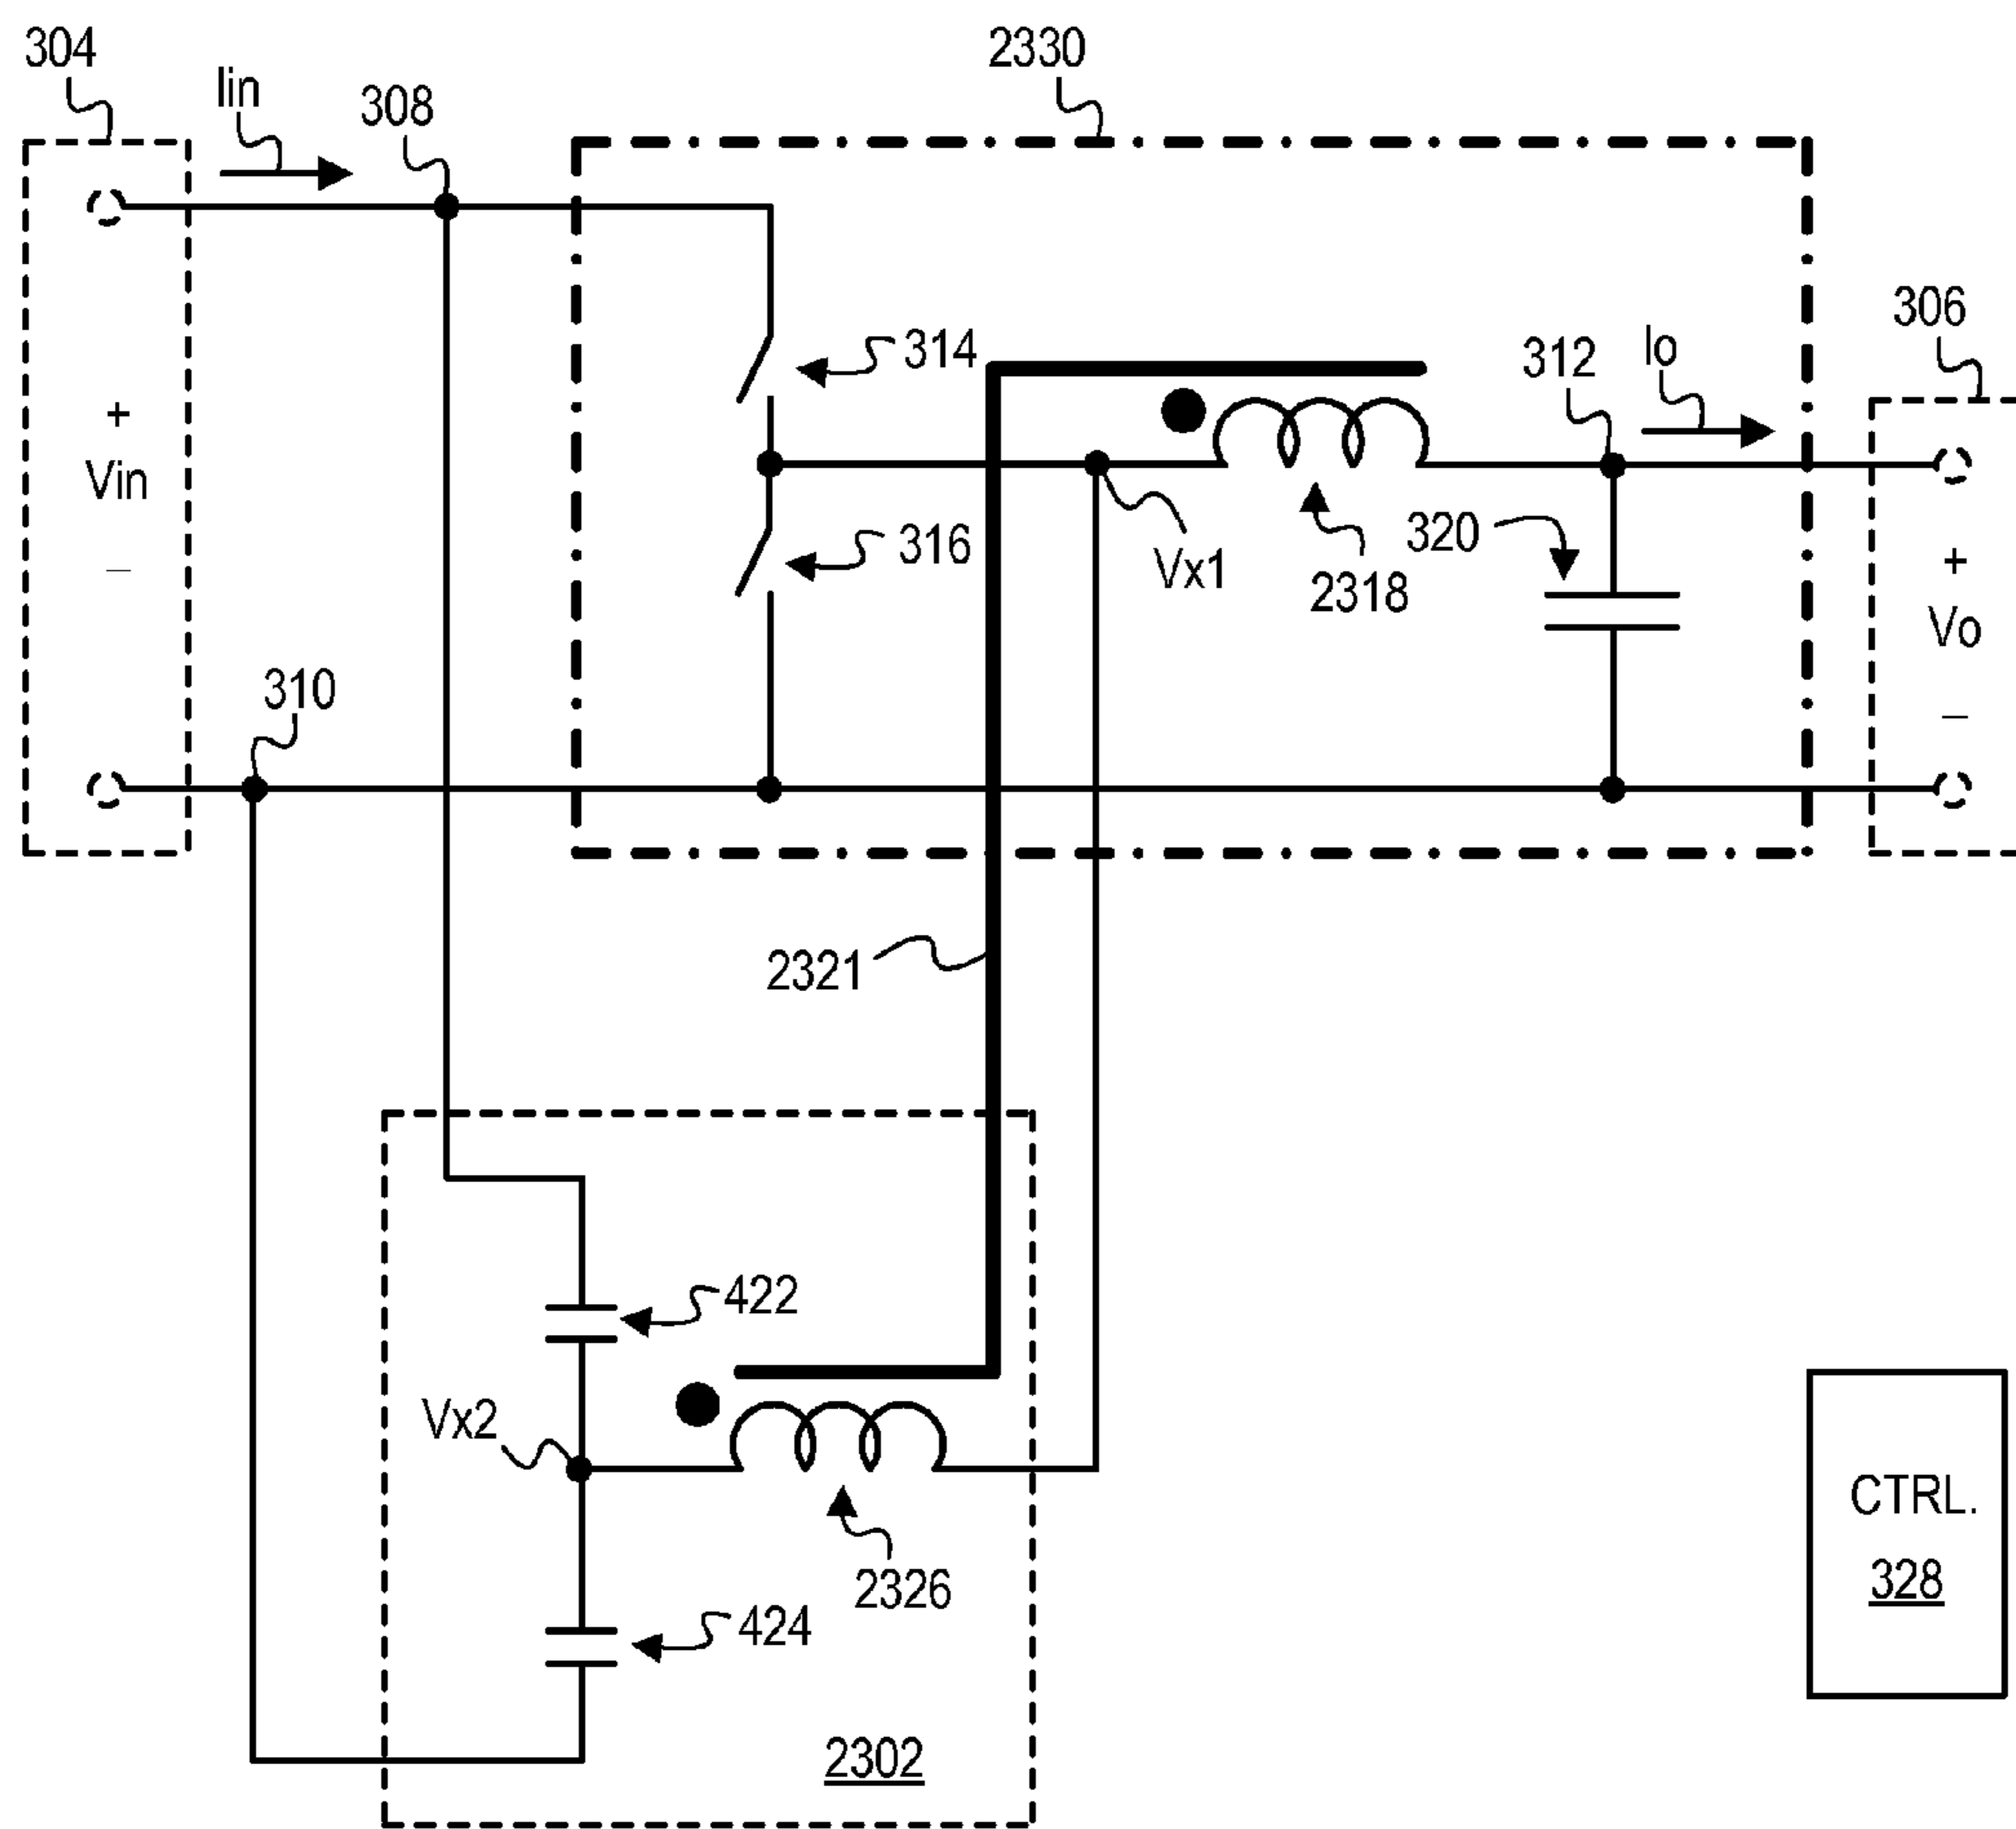 304
Iin
308
2330
314
306
312
Io
+
Vin
–
316
Vx1
2318
320
+
Vo
–
310
2321
422
Vx2
2326
424
CTRL.
328
2302